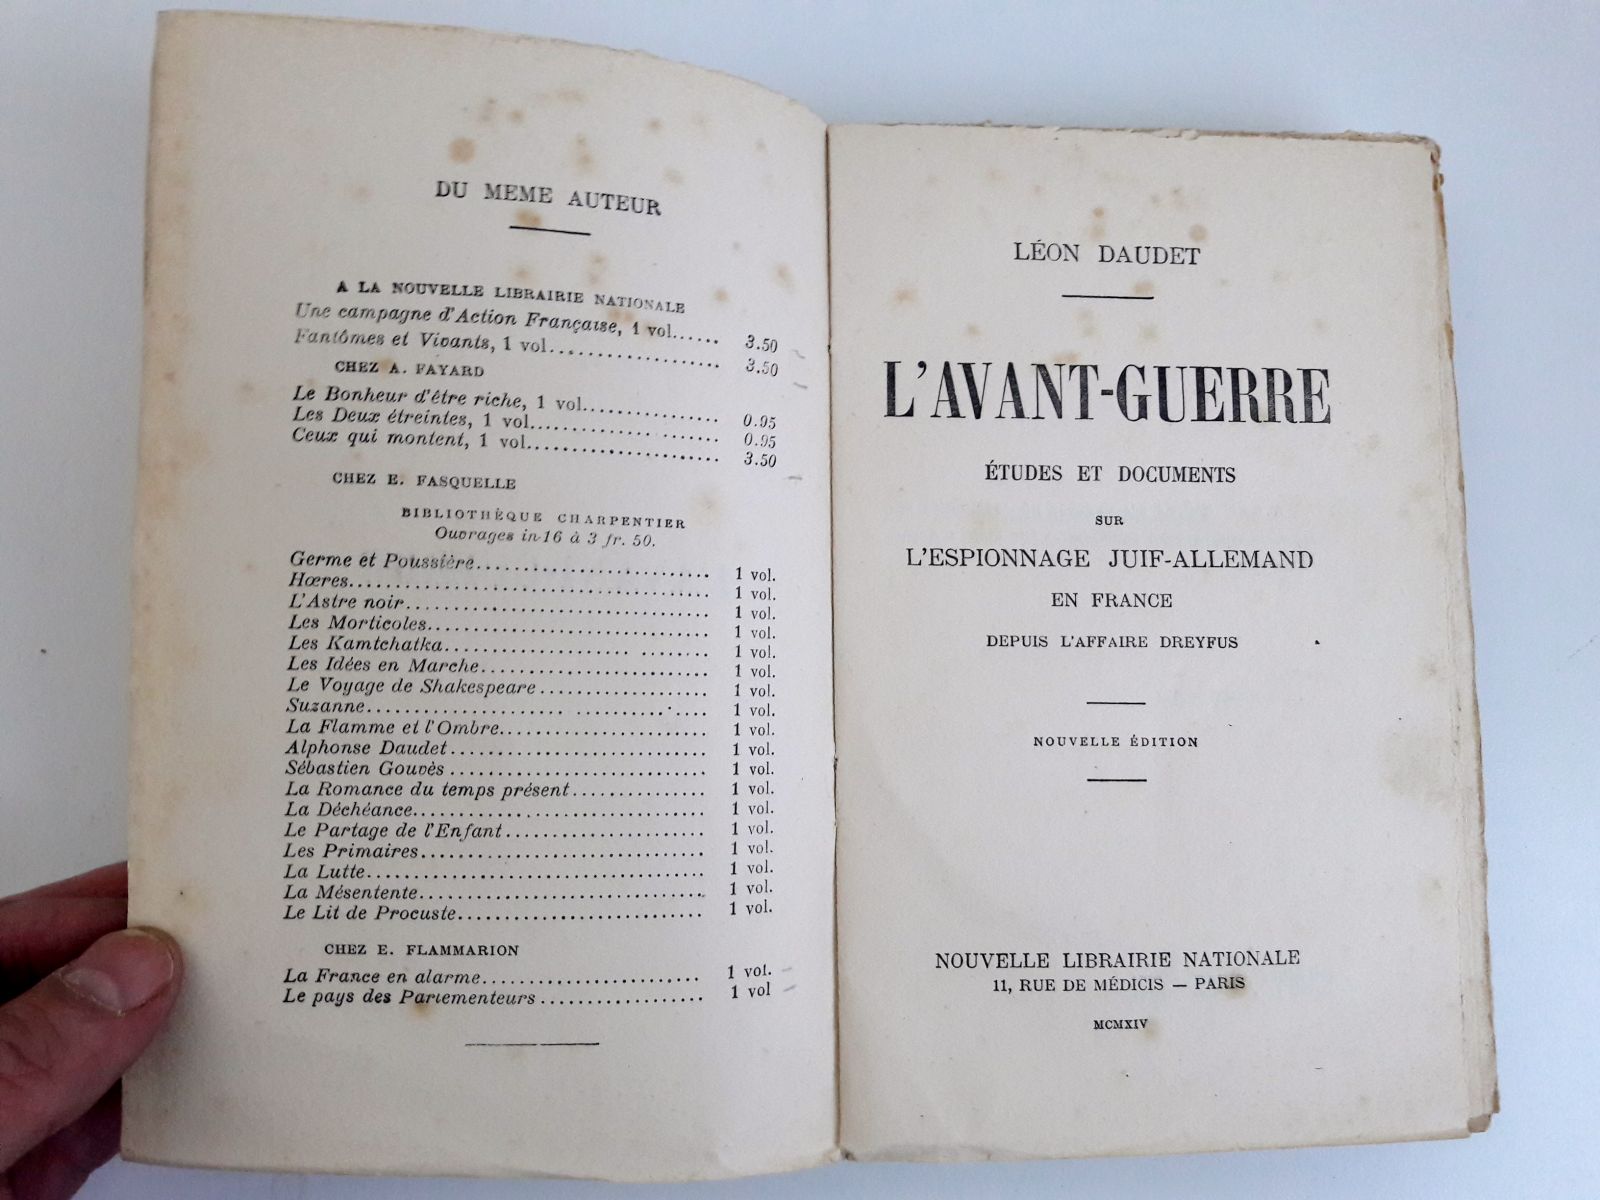 DU MEME AUTEUR
A LA NOUVELLE LIBRAIRIE NATIONALE
Une campagne d'Action Française, 1 vol...... 3.50
Fantômes et Vivants, 1 vol.................. 3.50
CHEZ A. FAYARD
Le Bonheur d'être riche, 1 vol.............. 0.95
Les Deux étreintes, 1 vol................... 0.95
Ceux qui montent, 1 vol..................... 3.50
CHEZ E. FASQUELLE
BIBLIOTHÈQUE CHARPENTIER
Ouvrages in-16 à 3 fr. 50.
Germe et Poussière.......................... 1 vol.
Hœres....................................... 1 vol.
L'Astre noir................................ 1 vol.
Les Morticoles.............................. 1 vol.
Les Kamtchatka.............................. 1 vol.
Les Idées en Marche......................... 1 vol.
Le Voyage de Shakespeare.................... 1 vol.
Suzanne..................................... 1 vol.
La Flamme et l'Ombre........................ 1 vol.
Alphonse Daudet............................. 1 vol.
Sébastien Gouvès............................ 1 vol.
La Romance du temps présent................. 1 vol.
La Déchéance................................ 1 vol.
Le Partage de l'Enfant...................... 1 vol.
Les Primaires............................... 1 vol.
La Lutte.................................... 1 vol.
La Mésentente............................... 1 vol.
Le Lit de Procuste.......................... 1 vol.
CHEZ E. FLAMMARION
La France en alarme......................... 1 vol.
Le pays des Parlementeurs................... 1 vol
LÉON DAUDET
L'AVANT-GUERRE
ÉTUDES ET DOCUMENTS
SUR
L'ESPIONNAGE JUIF-ALLEMAND
EN FRANCE
DEPUIS L'AFFAIRE DREYFUS
NOUVELLE ÉDITION
NOUVELLE LIBRAIRIE NATIONALE
11, RUE DE MÉDICIS — PARIS
MCMXIV